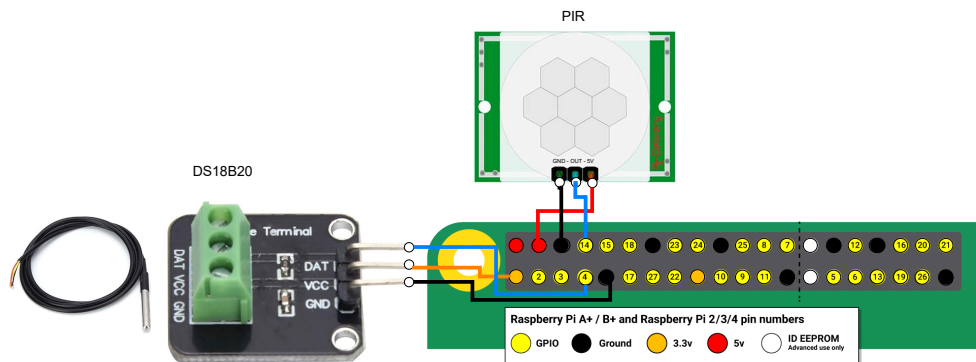 PIR
GND - OUT - 5V
DS18B20
e Terminal
DAT VCC GND
DAT
VCC
GND
14 15 18 23 24 25 8 7 12 16 20 21
2 3 4 17 27 22 10 9 11 5 6 13 19 26
Raspberry Pi A+ / B+ and Raspberry Pi 2/3/4 pin numbers
GPIO Ground 3.3v 5v ID EEPROM
Advanced use only